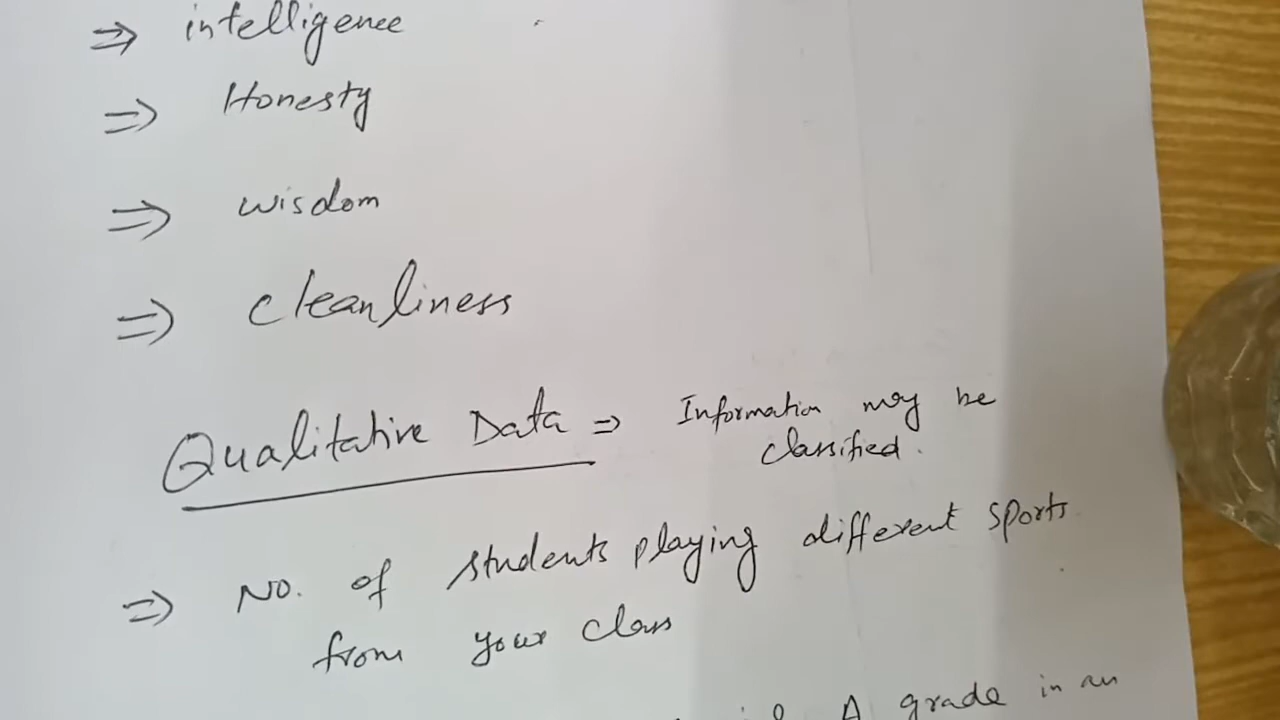 ⇒ intelligence
⇒ Honesty
⇒ wisdom
⇒ cleanliness
Qualitative Data ⇒ Information may be
classified.
⇒ No. of students playing different sports
from your class
A grade in an